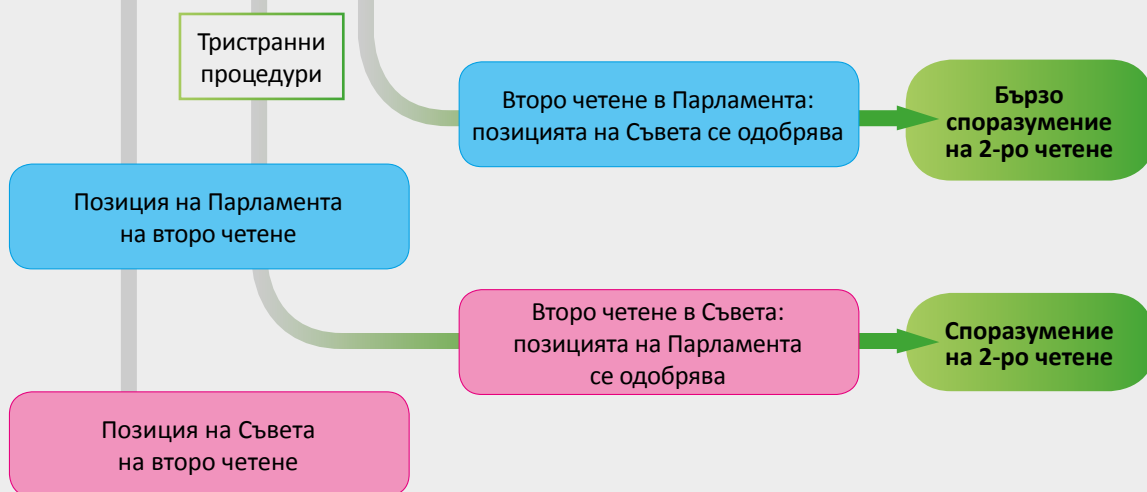 Тристранни
процедури
Второ четене в Парламента:
позицията на Съвета се одобрява
Бързо
споразумение
на 2-ро четене
Позиция на Парламента
на второ четене
Второ четене в Съвета:
позицията на Парламента
се одобрява
Споразумение
на 2-ро четене
Позиция на Съвета
на второ четене